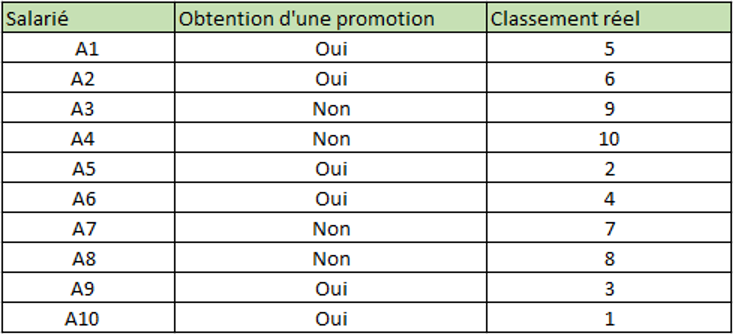 Salarié Obtention d'une promotion Classement réel
A1 Oui 5
A2 Oui 6
A3 Non 9
A4 Non 10
A5 Oui 2
A6 Oui 4
A7 Non 7
A8 Non 8
A9 Oui 3
A10 Oui 1